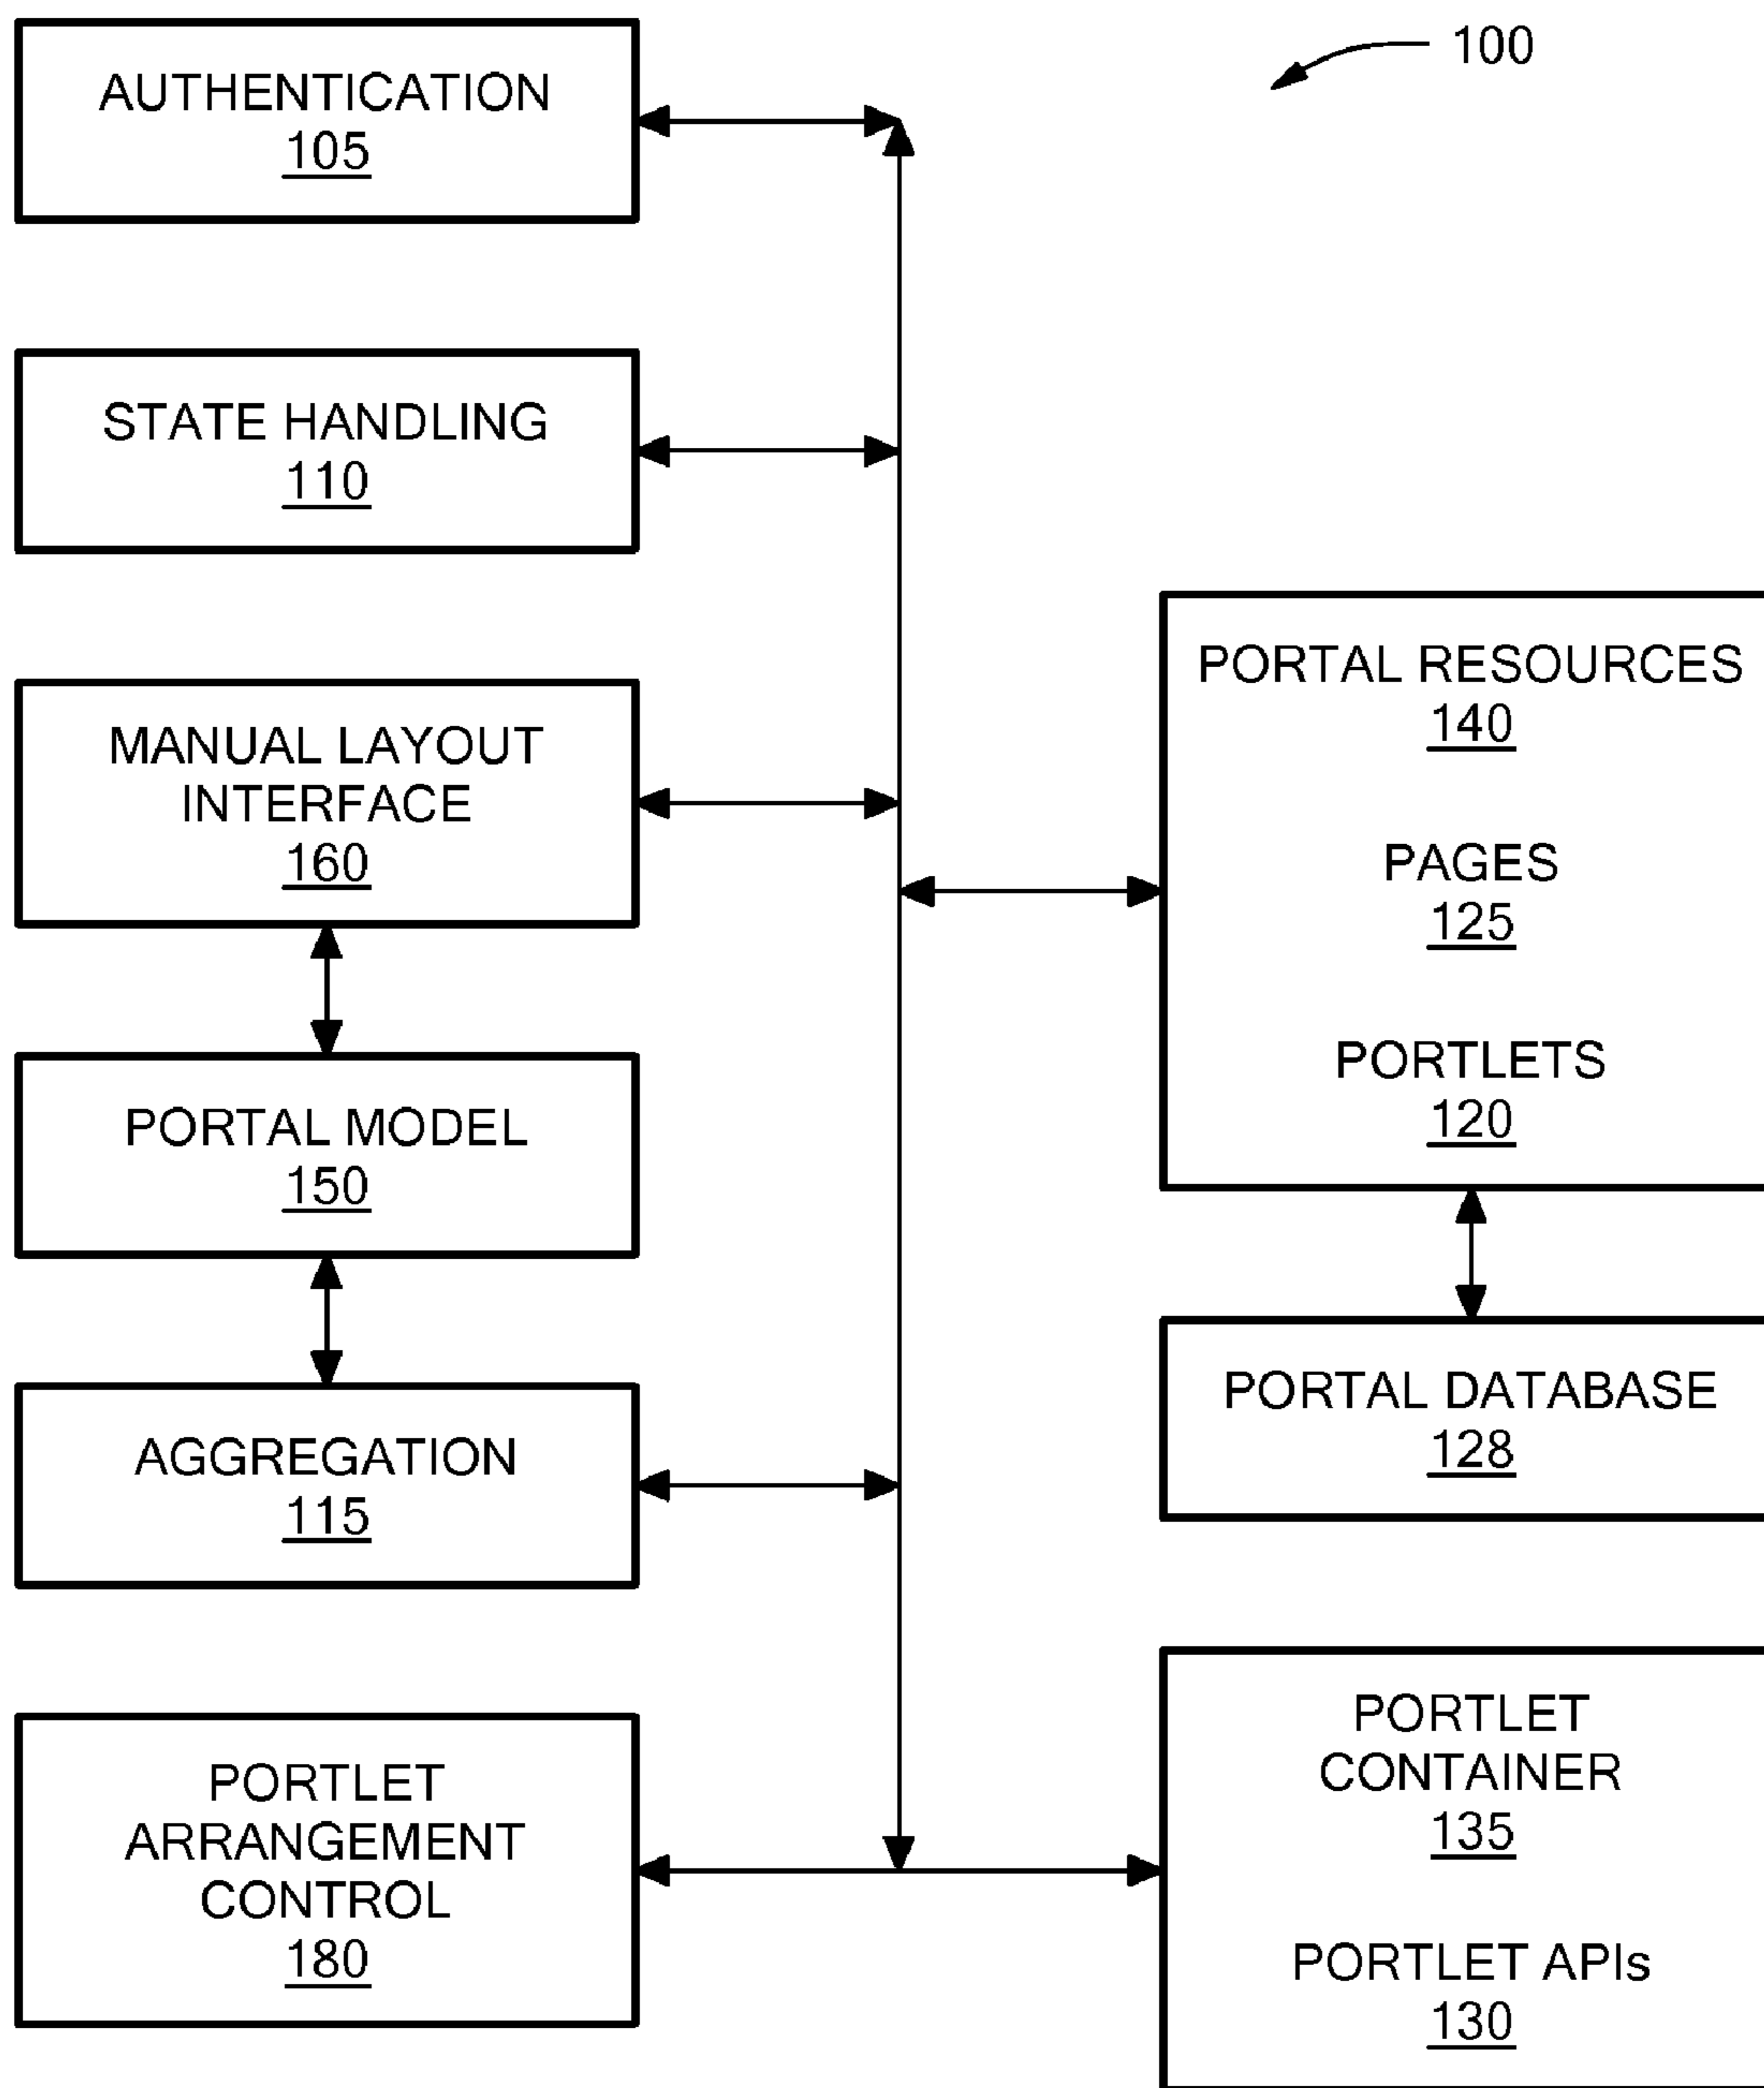 100
AUTHENTICATION
105
STATE HANDLING
110
MANUAL LAYOUT
INTERFACE
160
PORTAL MODEL
150
AGGREGATION
115
PORTLET
ARRANGEMENT
CONTROL
180
PORTAL RESOURCES
140
PAGES
125
PORTLETS
120
PORTAL DATABASE
128
PORTLET
CONTAINER
135
PORTLET APIs
130